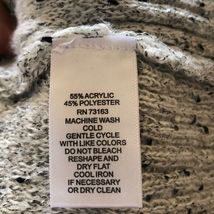 55% ACRYLIC
45% POLYESTER
RN 73163
MACHINE WASH
COLD
GENTLE CYCLE
WITH LIKE COLORS
DO NOT BLEACH
RESHAPE AND
DRY FLAT
COOL IRON
IF NECESSARY
OR DRY CLEAN